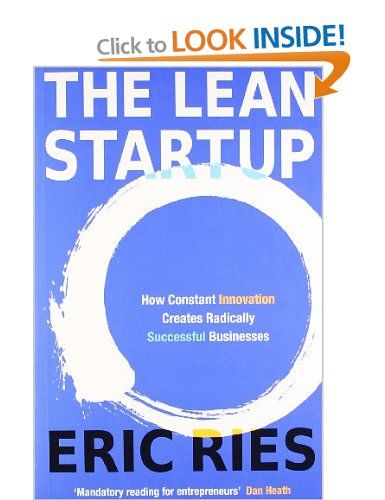 Click to LOOK INSIDE!
THE LEAN
STARTUP
How Constant Innovation
Creates Radically
Successful Businesses
ERIC RIES
'Mandatory reading for entrepreneurs' Dan Heath